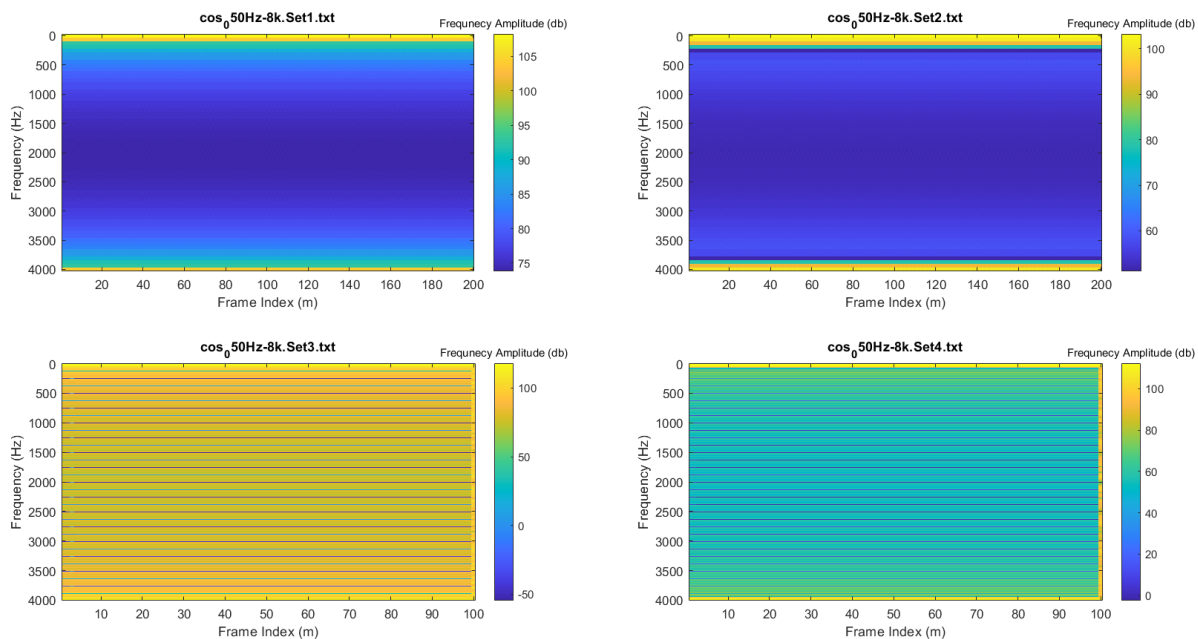 cos₀50Hz-8k.Set1.txt
Frequnecy Amplitude (db)
Frequency (Hz)
0
500
1000
1500
2000
2500
3000
3500
4000
20 40 60 80 100 120 140 160 180 200
Frame Index (m)
105
100
95
90
85
80
75
cos₀50Hz-8k.Set2.txt
Frequnecy Amplitude (db)
Frequency (Hz)
0
500
1000
1500
2000
2500
3000
3500
4000
20 40 60 80 100 120 140 160 180 200
Frame Index (m)
100
90
80
70
60
cos₀50Hz-8k.Set3.txt
Frequnecy Amplitude (db)
Frequency (Hz)
0
500
1000
1500
2000
2500
3000
3500
4000
10 20 30 40 50 60 70 80 90 100
Frame Index (m)
100
50
0
-50
cos₀50Hz-8k.Set4.txt
Frequnecy Amplitude (db)
Frequency (Hz)
0
500
1000
1500
2000
2500
3000
3500
4000
10 20 30 40 50 60 70 80 90 100
Frame Index (m)
100
80
60
40
20
0